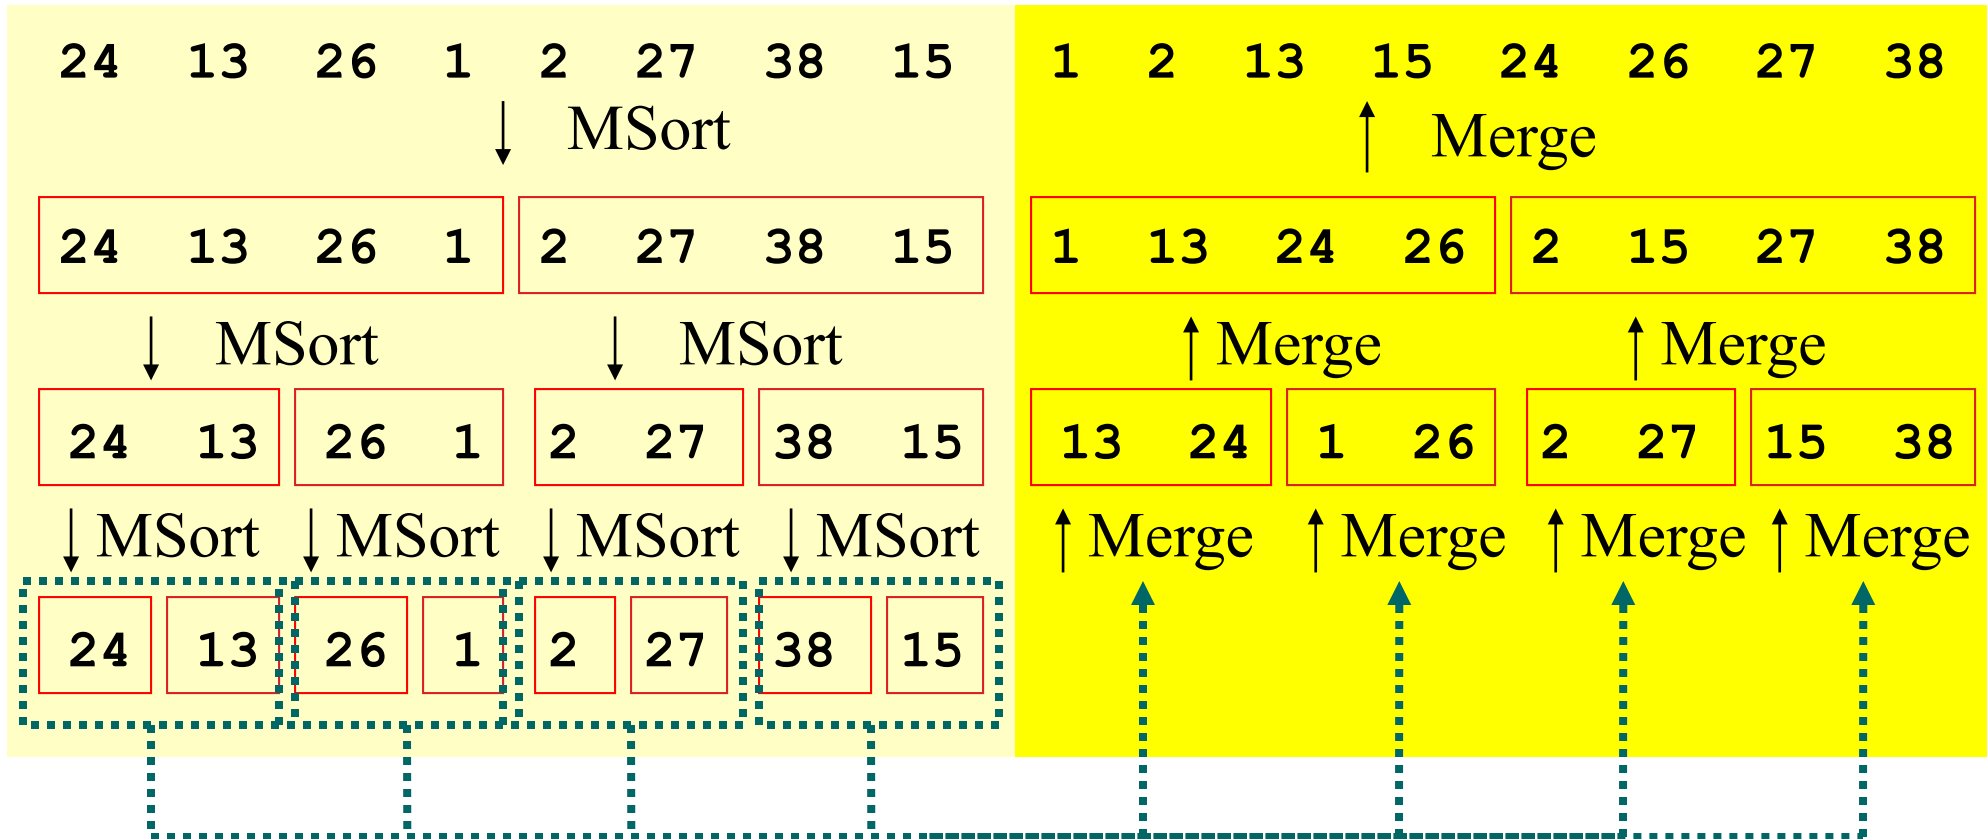 24 13 26 1 2 27 38 15
MSort
24 13 26 1 2 27 38 15
MSort MSort
24 13 26 1 2 27 38 15
MSort MSort MSort MSort
24 13 26 1 2 27 38 15
1 2 13 15 24 26 27 38
Merge
1 13 24 26 2 15 27 38
Merge Merge
13 24 1 26 2 27 15 38
Merge Merge Merge Merge